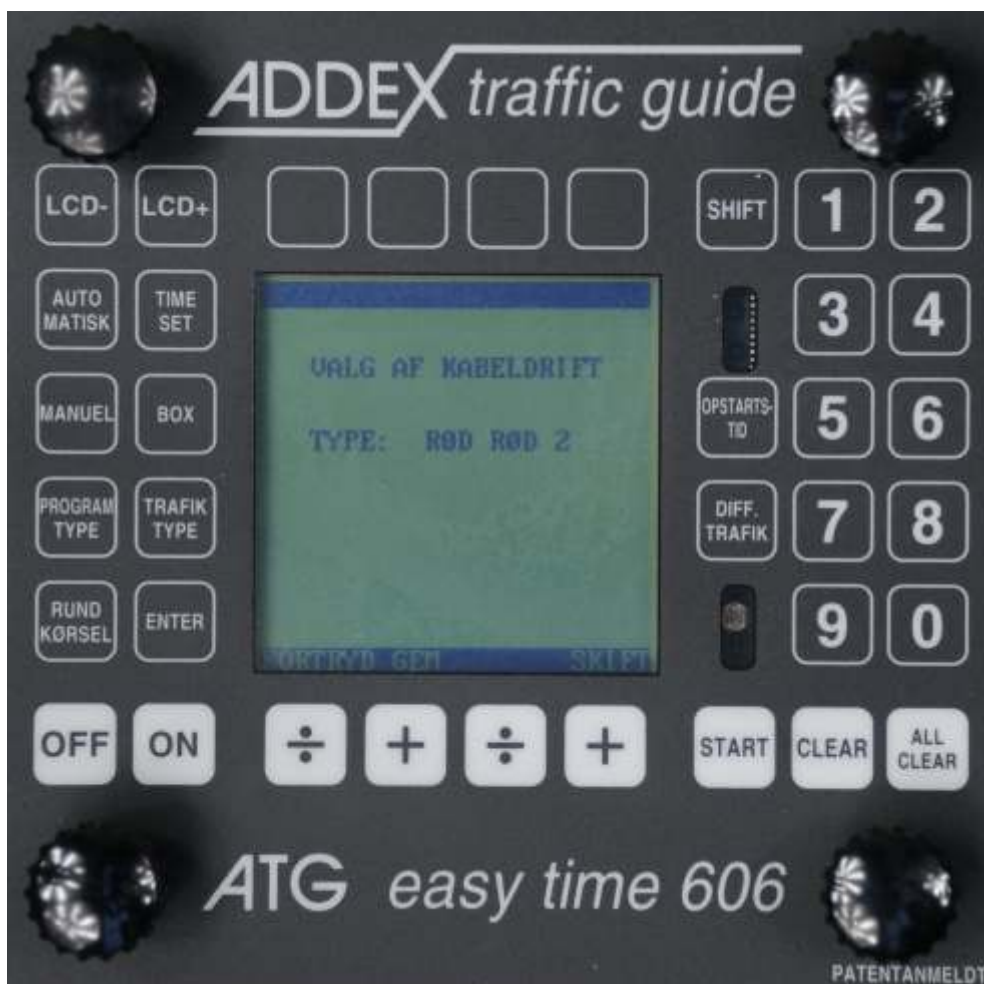 ADDEX traffic guide
LCD- LCD+ SHIFT 1 2
AUTO MATISK TIME SET 3 4
VALG AF KABELDRIFT
MANUEL BOX OPSTARTS- TID 5 6
TYPE: RØD RØD 2
PROGRAM TYPE TRAFIK TYPE DIFF. TRAFIK 7 8
RUND KØRSEL ENTER 9 0
GEM
OFF ON ÷ + ÷ + START CLEAR ALL CLEAR
ATG easy time 606
PATENTANMELDT